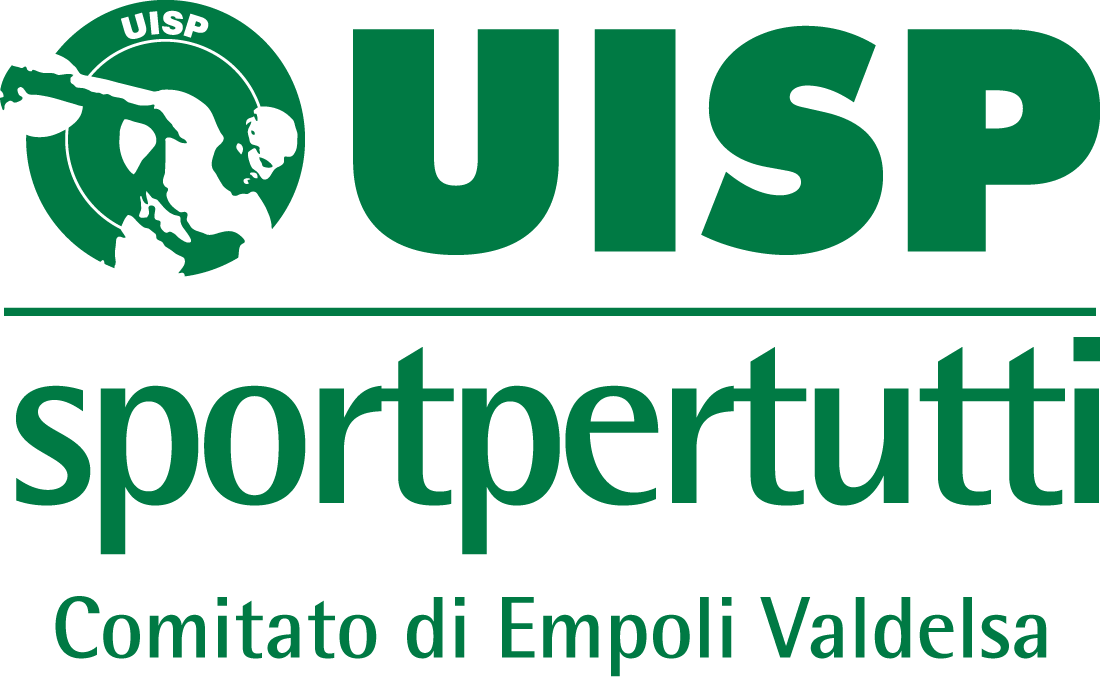 UISP
UISP
sportpertutti
Comitato di Empoli Valdelsa